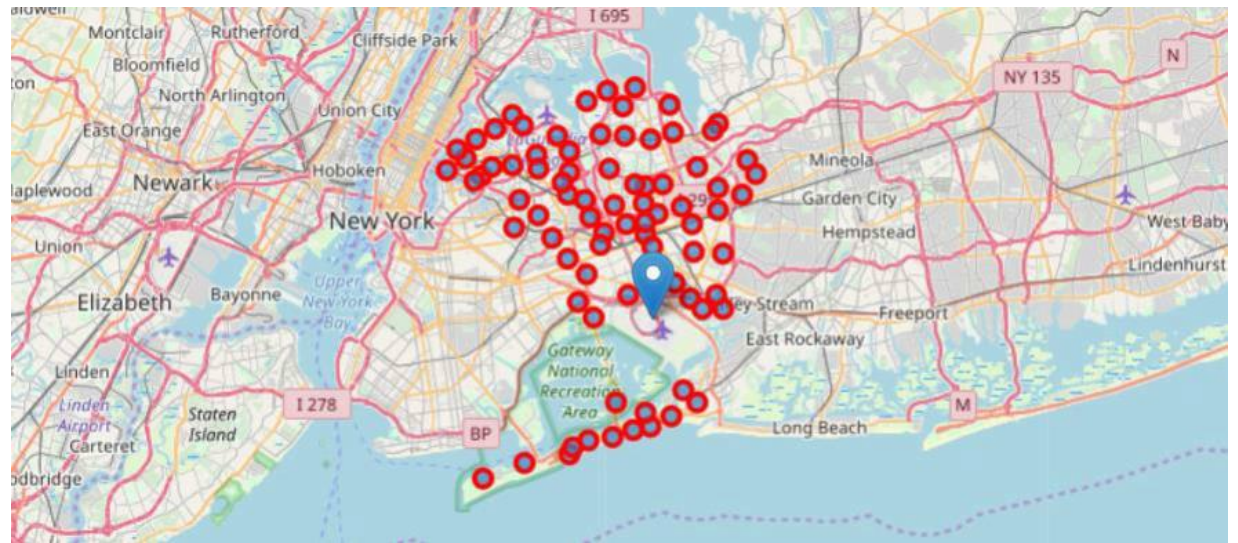 I 695
Montclair
Rutherford
Cliffside Park
N
Bloomfield
NY 135
North Arlington
Union City
East Orange
Mineola
Hoboken
Newark
Garden City
New York
West Baby
Union
Hempstead
Lindenhurst
Upper
New York
Bay
Elizabeth
Bayonne
ey Stream
Freeport
East Rockaway
Gateway
National
Recreation
Area
Linden
Linden
Airport
Staten
Island
I 278
M
Carteret
BP
Long Beach
odbridge